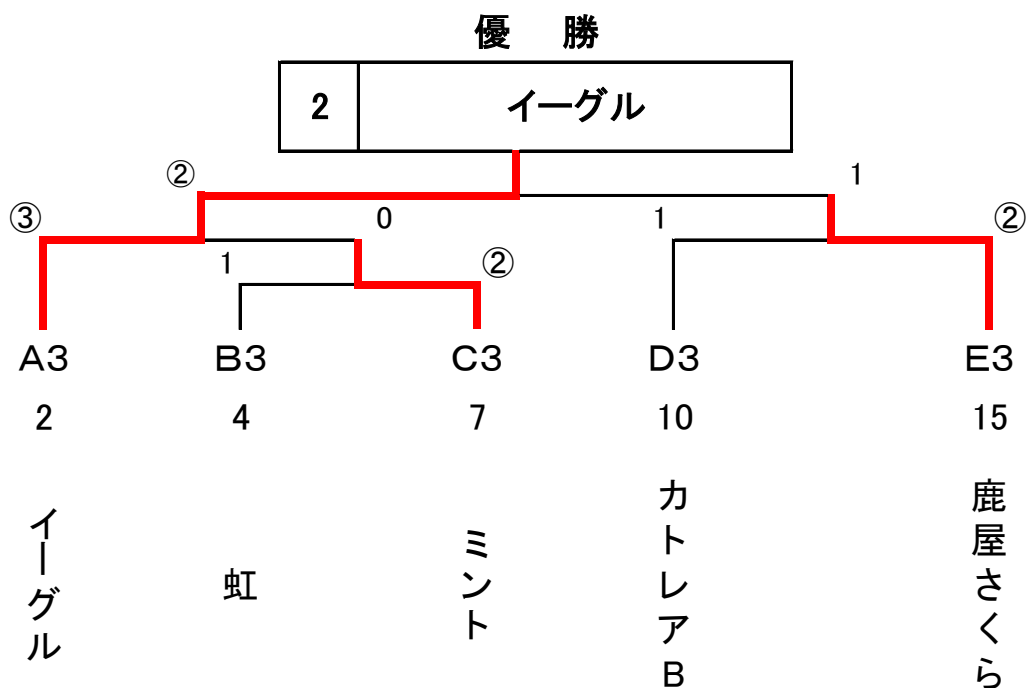 優 勝
2 イーグル
② 1
③ 0 1 ②
1 ②
A3 B3 C3 D3 E3
2 4 7 10 15
イーグル
虹
ミント
カトレアB
鹿屋さくら